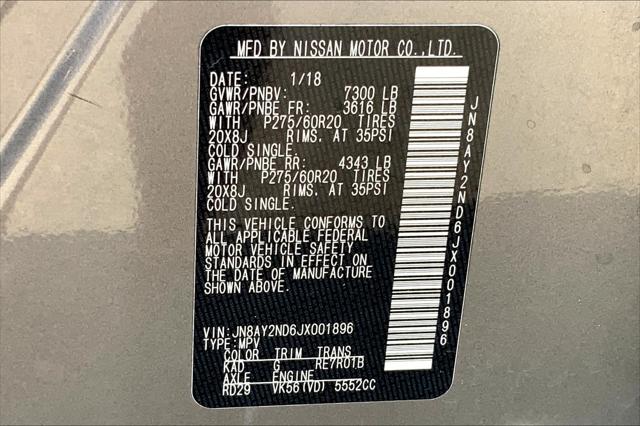 MFD BY NISSAN MOTOR CO.,LTD.
DATE: 1/18
GVWR/PNBV: 7300 LB
GAWR/PNBE FR: 3616 LB
WITH P275/60R20 TIRES
20X8J RIMS. AT 35PSI
COLD SINGLE.
GAWR/PNBE RR: 4343 LB
WITH P275/60R20 TIRES
20X8J RIMS. AT 35PSI
COLD SINGLE.
THIS VEHICLE CONFORMS TO
ALL APPLICABLE FEDERAL
MOTOR VEHICLE SAFETY
STANDARDS IN EFFECT ON
THE DATE OF MANUFACTURE
SHOWN ABOVE.
VIN:JN8AY2ND6JX001896
TYPE:MPV
COLOR TRIM TRANS
KAD G RE7R01B
AXLE ENGINE
RD29 VK56(VD) 5552CC
JN8AY2ND6JX001896